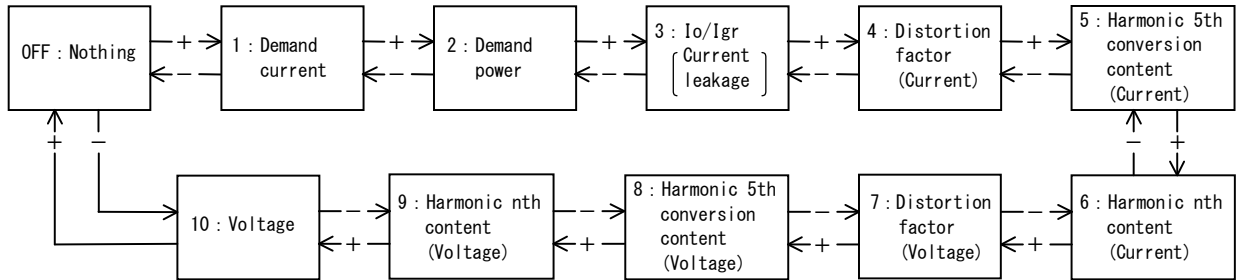 OFF：Nothing
+
−
1：Demand
current
+
−
2：Demand
power
+
−
3：Io/Igr
Current
leakage
+
−
4：Distortion
factor
(Current)
+
−
5：Harmonic 5th
conversion
content
(Current)
+
−
−
+
10：Voltage
−
+
9：Harmonic nth
content
(Voltage)
−
+
8：Harmonic 5th
conversion
content
(Voltage)
−
+
7：Distortion
factor
(Voltage)
−
+
6：Harmonic nth
content
(Current)